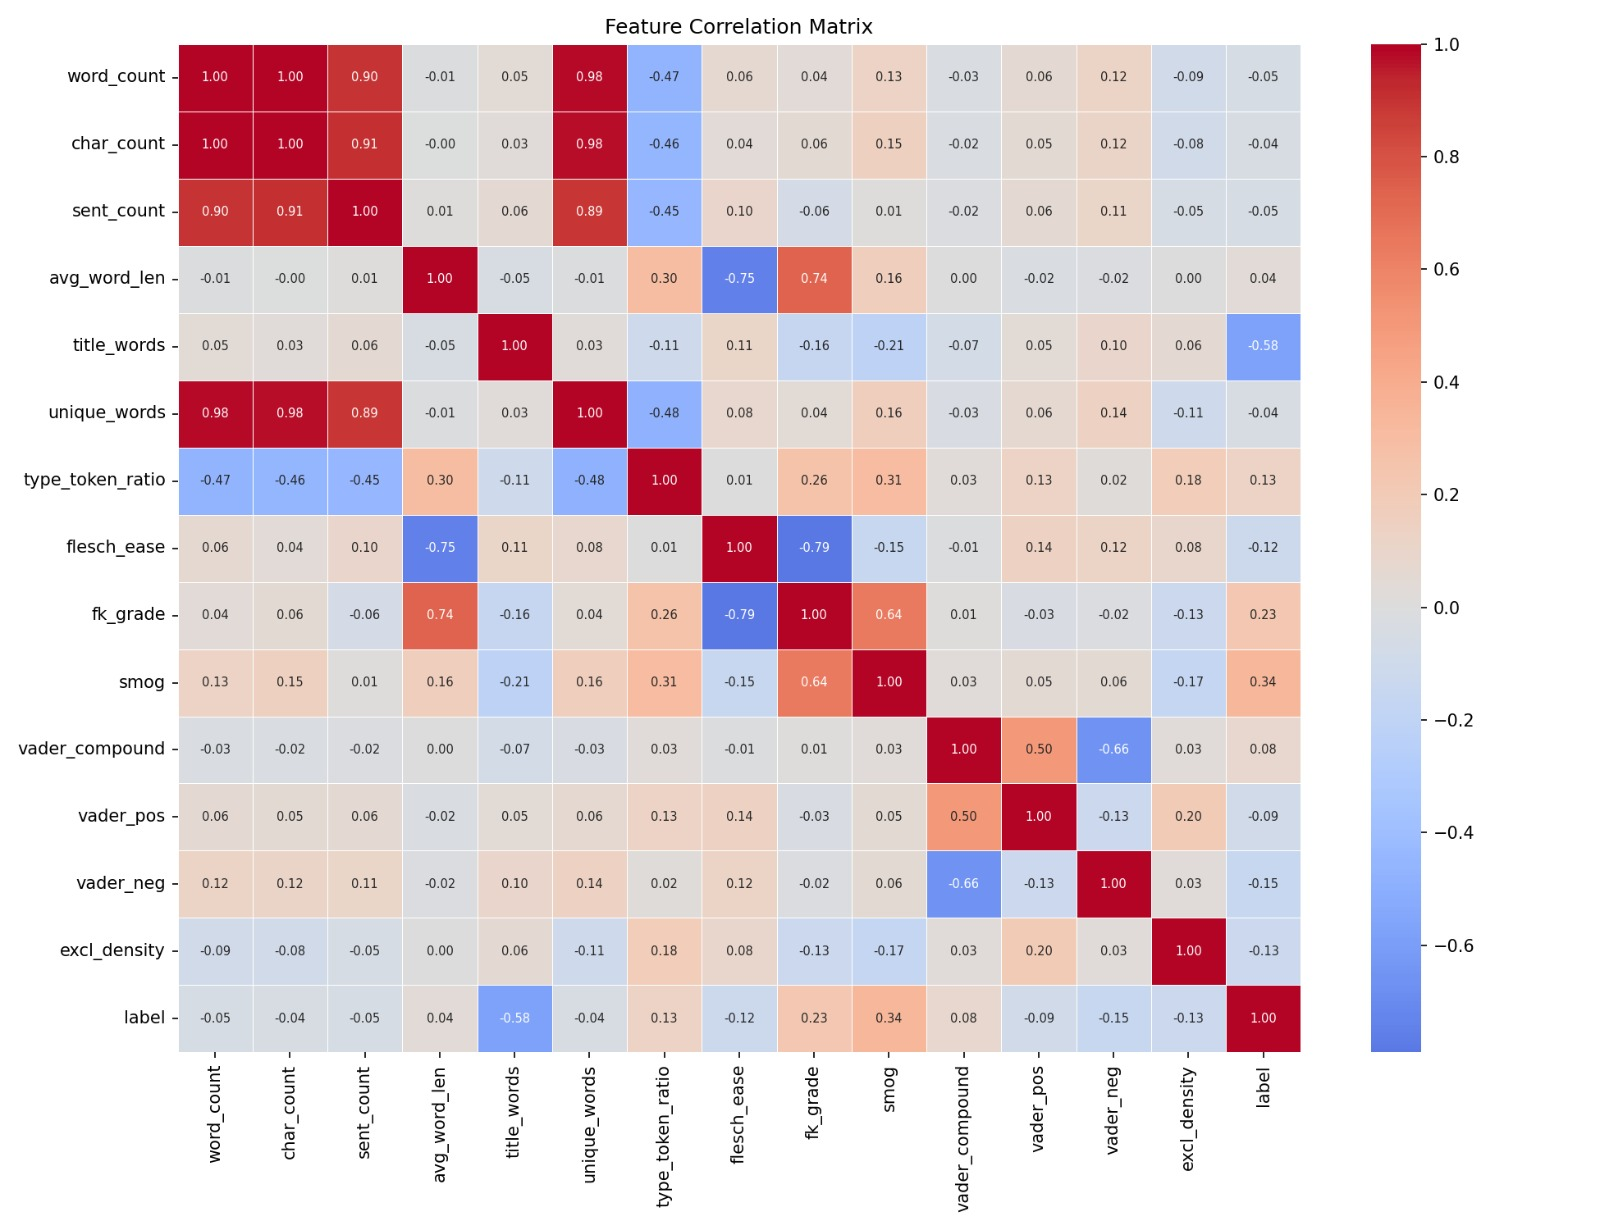 Feature Correlation Matrix
word_count 1.00 1.00 0.90 -0.01 0.05 0.98 -0.47 0.06 0.04 0.13 -0.03 0.06 0.12 -0.09 -0.05
char_count 1.00 1.00 0.91 -0.00 0.03 0.98 -0.46 0.04 0.06 0.15 -0.02 0.05 0.12 -0.08 -0.04
sent_count 0.90 0.91 1.00 0.01 0.06 0.89 -0.45 0.10 -0.06 0.01 -0.02 0.06 0.11 -0.05 -0.05
avg_word_len -0.01 -0.00 0.01 1.00 -0.05 -0.01 0.30 -0.75 0.74 0.16 0.00 -0.02 -0.02 0.00 0.04
title_words 0.05 0.03 0.06 -0.05 1.00 0.03 -0.11 0.11 -0.16 -0.21 -0.07 0.05 0.10 0.06 -0.58
unique_words 0.98 0.98 0.89 -0.01 0.03 1.00 -0.48 0.08 0.04 0.16 -0.03 0.06 0.14 -0.11 -0.04
type_token_ratio -0.47 -0.46 -0.45 0.30 -0.11 -0.48 1.00 0.01 0.26 0.31 0.03 0.13 0.02 0.18 0.13
flesch_ease 0.06 0.04 0.10 -0.75 0.11 0.08 0.01 1.00 -0.79 -0.15 -0.01 0.14 0.12 0.08 -0.12
fk_grade 0.04 0.06 -0.06 0.74 -0.16 0.04 0.26 -0.79 1.00 0.64 0.01 -0.03 -0.02 -0.13 0.23
smog 0.13 0.15 0.01 0.16 -0.21 0.16 0.31 -0.15 0.64 1.00 0.03 0.05 0.06 -0.17 0.34
vader_compound -0.03 -0.02 -0.02 0.00 -0.07 -0.03 0.03 -0.01 0.01 0.03 1.00 0.50 -0.66 0.03 0.08
vader_pos 0.06 0.05 0.06 -0.02 0.05 0.06 0.13 0.14 -0.03 0.05 0.50 1.00 -0.13 0.20 -0.09
vader_neg 0.12 0.12 0.11 -0.02 0.10 0.14 0.02 0.12 -0.02 0.06 -0.66 -0.13 1.00 0.03 -0.15
excl_density -0.09 -0.08 -0.05 0.00 0.06 -0.11 0.18 0.08 -0.13 -0.17 0.03 0.20 0.03 1.00 -0.13
label -0.05 -0.04 -0.05 0.04 -0.58 -0.04 0.13 -0.12 0.23 0.34 0.08 -0.09 -0.15 -0.13 1.00
word_count
char_count
sent_count
avg_word_len
title_words
unique_words
type_token_ratio
flesch_ease
fk_grade
smog
vader_compound
vader_pos
vader_neg
excl_density
label
1.0
0.8
0.6
0.4
0.2
0.0
−0.2
−0.4
−0.6